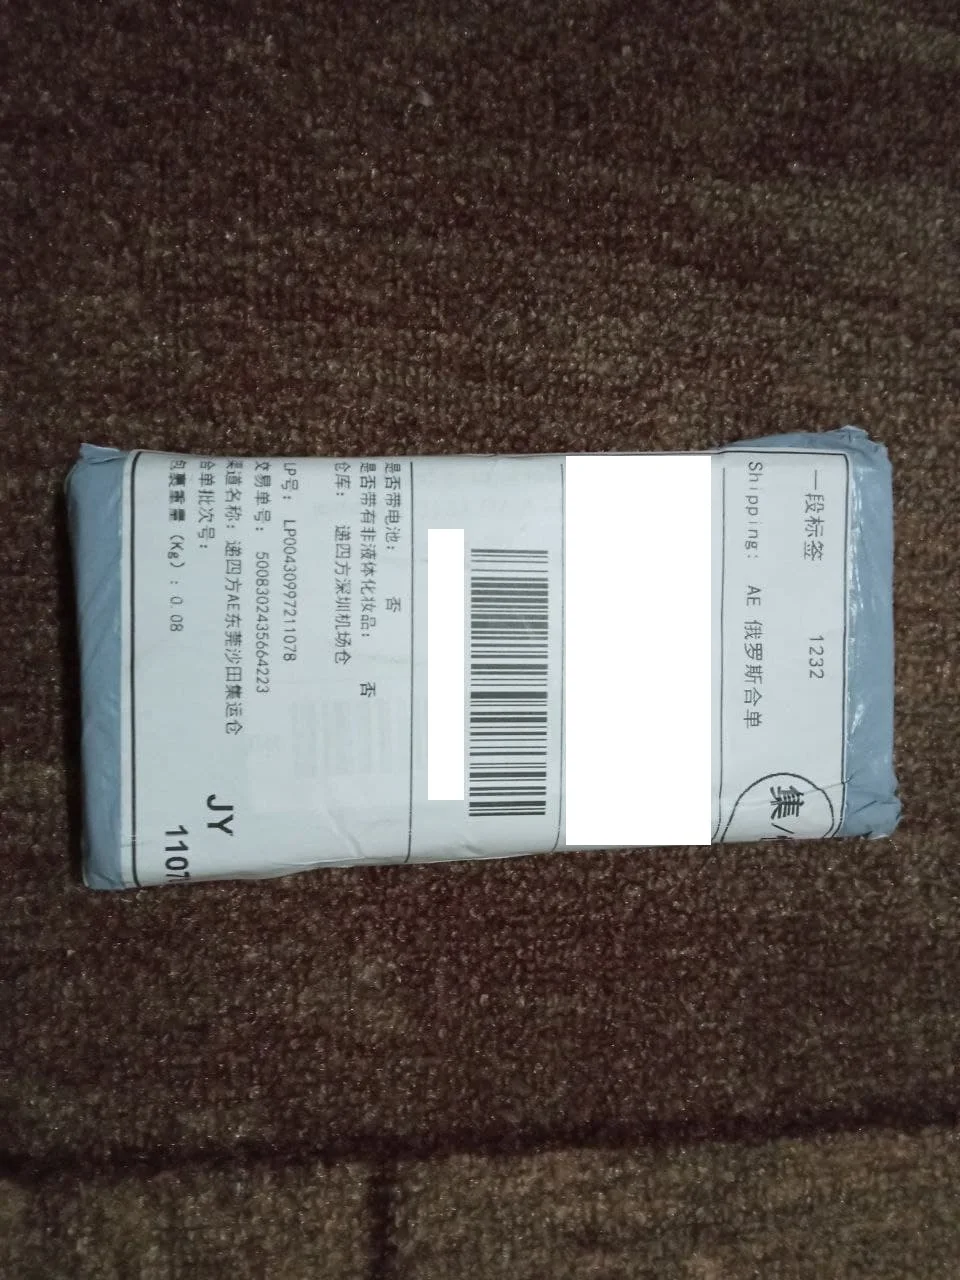 一段标签 1232
Shipping: AE 俄罗斯合单
集
是否带电池: 否
是否带有非液体化妆品: 否
仓库: 递四方深圳机场仓
LP号: LP00430997211078
交易单号: 5008302435664223
渠道名称: 递四方AE东莞沙田集运仓
合单批次号:
包裹重量 (Kg) : 0.08
JY
1107